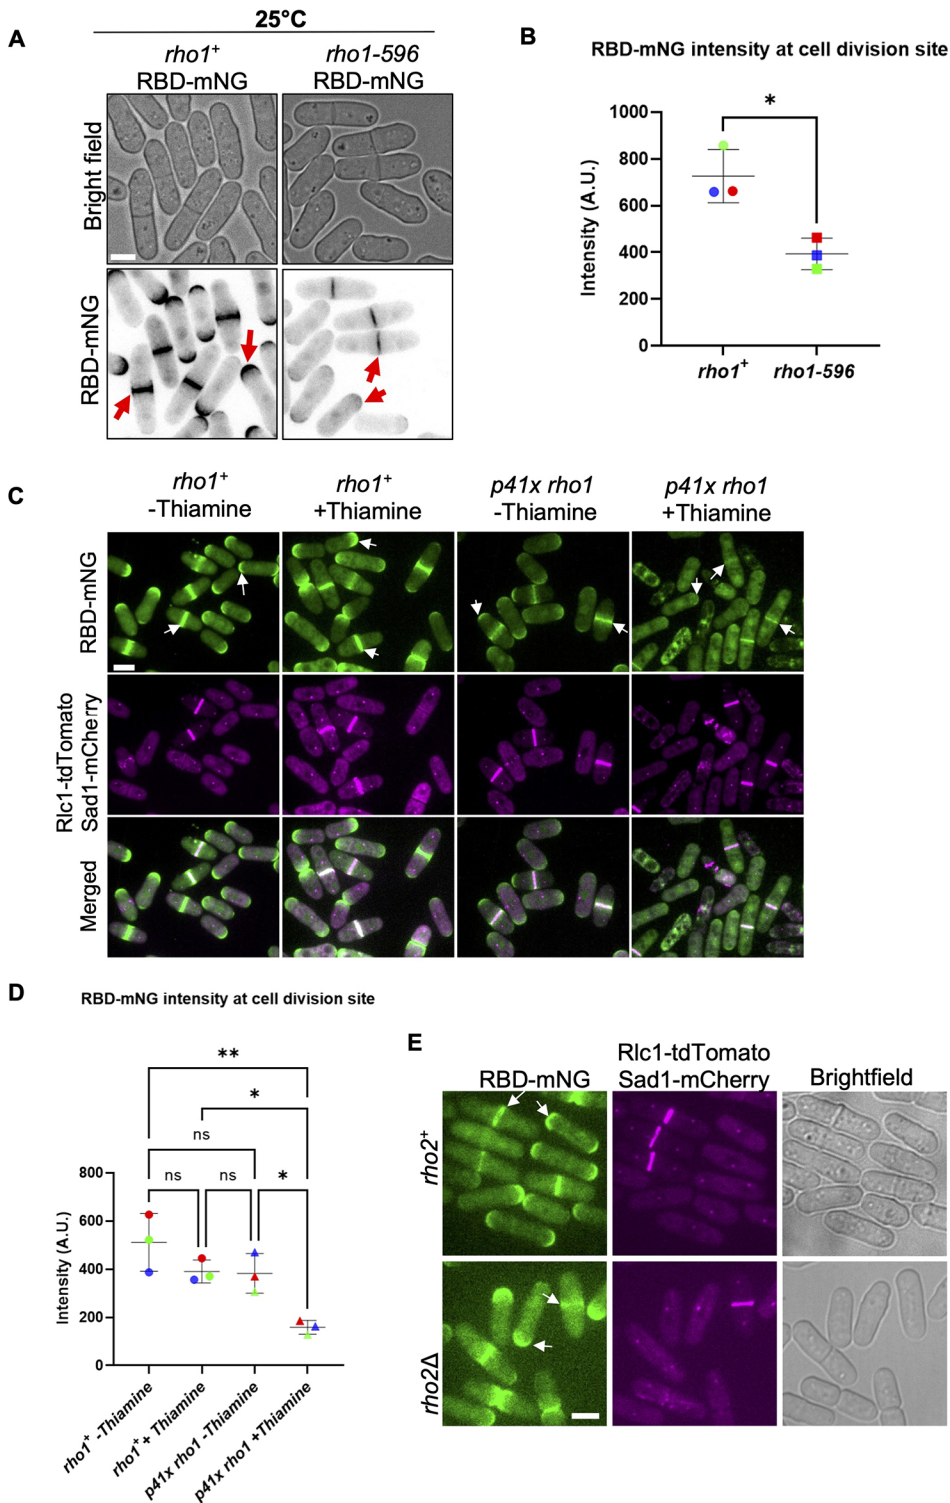 A
25°C
rho1+
RBD-mNG
rho1-596
RBD-mNG
Bright field
RBD-mNG
B
RBD-mNG intensity at cell division site
*
1000
800
600
400
200
0
Intensity (A.U.)
rho1+
rho1-596
C
rho1+
-Thiamine
rho1+
+Thiamine
p41x rho1
-Thiamine
p41x rho1
+Thiamine
RBD-mNG
Rlc1-tdTomato
Sad1-mCherry
Merged
D
RBD-mNG intensity at cell division site
**
*
ns
ns
ns
*
800
600
400
200
0
Intensity (A.U.)
rho1+ -Thiamine
rho1+ + Thiamine
p41x rho1 -Thiamine
p41x rho1 +Thiamine
E
RBD-mNG
Rlc1-tdTomato
Sad1-mCherry
Brightfield
rho2+
rho2Δ